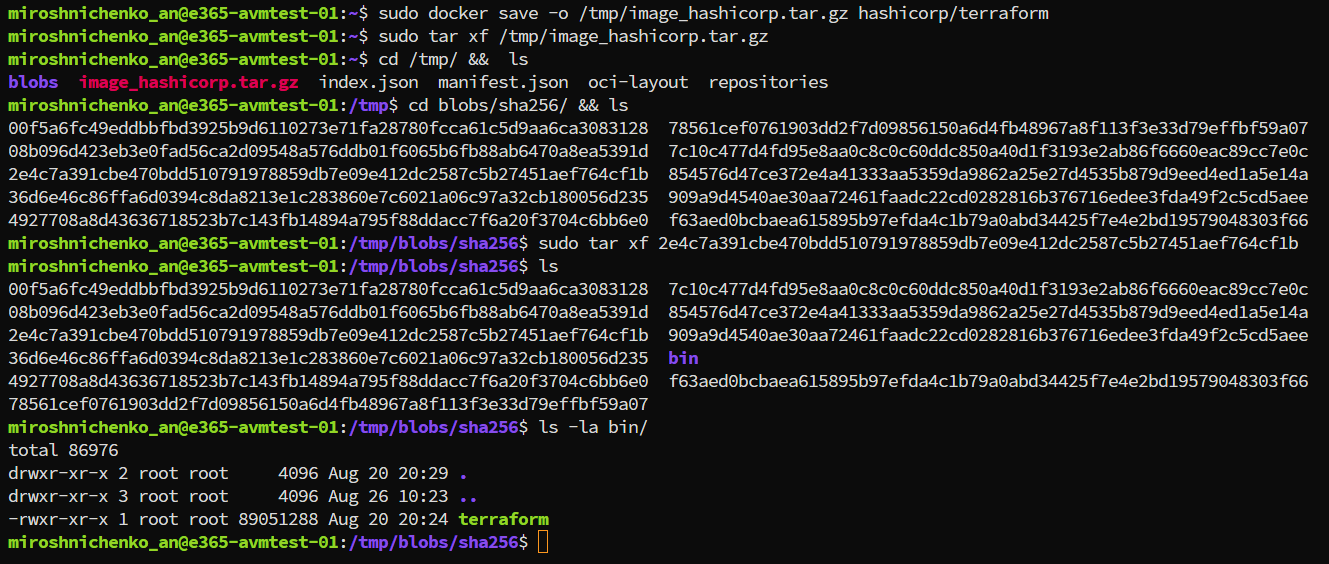 miroshnichenko_an@e365-avmtest-01:~$ sudo docker save -o /tmp/image_hashicorp.tar.gz hashicorp/terraform
miroshnichenko_an@e365-avmtest-01:~$ sudo tar xf /tmp/image_hashicorp.tar.gz
miroshnichenko_an@e365-avmtest-01:~$ cd /tmp/ &&  ls
blobs  image_hashicorp.tar.gz  index.json  manifest.json  oci-layout  repositories
miroshnichenko_an@e365-avmtest-01:/tmp$ cd blobs/sha256/ && ls
00f5a6fc49eddbbfbd3925b9d6110273e71fa28780fcca61c5d9aa6ca3083128  78561cef0761903dd2f7d09856150a6d4fb48967a8f113f3e33d79effbf59a07
08b096d423eb3e0fad56ca2d09548a576ddb01f6065b6fb88ab6470a8ea5391d  7c10c477d4fd95e8aa0c8c0c60ddc850a40d1f3193e2ab86f6660eac89cc7e0c
2e4c7a391cbe470bdd510791978859db7e09e412dc2587c5b27451aef764cf1b  854576d47ce372e4a41333aa5359da9862a25e27d4535b879d9eed4ed1a5e14a
36d6e46c86ffa6d0394c8da8213e1c283860e7c6021a06c97a32cb180056d235  909a9d4540ae30aa72461faadc22cd0282816b376716edee3fda49f2c5cd5aee
4927708a8d43636718523b7c143fb14894a795f88ddacc7f6a20f3704c6bb6e0  f63aed0bcbaea615895b97efda4c1b79a0abd34425f7e4e2bd19579048303f66
miroshnichenko_an@e365-avmtest-01:/tmp/blobs/sha256$ sudo tar xf 2e4c7a391cbe470bdd510791978859db7e09e412dc2587c5b27451aef764cf1b
miroshnichenko_an@e365-avmtest-01:/tmp/blobs/sha256$ ls
00f5a6fc49eddbbfbd3925b9d6110273e71fa28780fcca61c5d9aa6ca3083128  7c10c477d4fd95e8aa0c8c0c60ddc850a40d1f3193e2ab86f6660eac89cc7e0c
08b096d423eb3e0fad56ca2d09548a576ddb01f6065b6fb88ab6470a8ea5391d  854576d47ce372e4a41333aa5359da9862a25e27d4535b879d9eed4ed1a5e14a
2e4c7a391cbe470bdd510791978859db7e09e412dc2587c5b27451aef764cf1b  909a9d4540ae30aa72461faadc22cd0282816b376716edee3fda49f2c5cd5aee
36d6e46c86ffa6d0394c8da8213e1c283860e7c6021a06c97a32cb180056d235  bin
4927708a8d43636718523b7c143fb14894a795f88ddacc7f6a20f3704c6bb6e0  f63aed0bcbaea615895b97efda4c1b79a0abd34425f7e4e2bd19579048303f66
78561cef0761903dd2f7d09856150a6d4fb48967a8f113f3e33d79effbf59a07
miroshnichenko_an@e365-avmtest-01:/tmp/blobs/sha256$ ls -la bin/
total 86976
drwxr-xr-x 2 root root     4096 Aug 20 20:29 .
drwxr-xr-x 3 root root     4096 Aug 26 10:23 ..
-rwxr-xr-x 1 root root 89051288 Aug 20 20:24 terraform
miroshnichenko_an@e365-avmtest-01:/tmp/blobs/sha256$